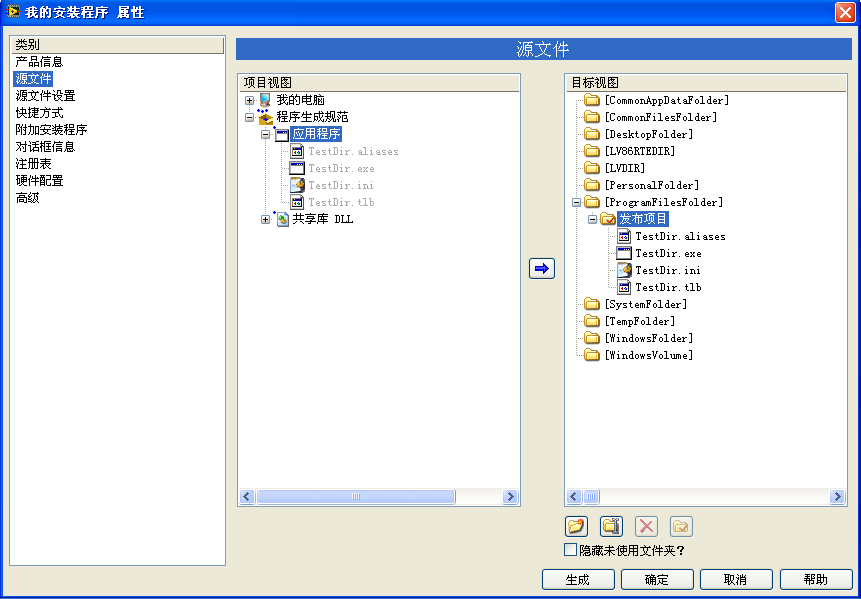 我的安装程序 属性
类别
产品信息
源文件
源文件设置
快捷方式
附加安装程序
对话框信息
注册表
硬件配置
高级
源文件
项目视图
我的电脑
程序生成规范
应用程序
TestDir.aliases
TestDir.exe
TestDir.ini
TestDir.tlb
共享库 DLL
目标视图
[CommonAppDataFolder]
[CommonFilesFolder]
[DesktopFolder]
[LV86RTEDIR]
[LVDIR]
[PersonalFolder]
[ProgramFilesFolder]
发布项目
TestDir.aliases
TestDir.exe
TestDir.ini
TestDir.tlb
[SystemFolder]
[TempFolder]
[WindowsFolder]
[WindowsVolume]
隐藏未使用文件夹?
生成
确定
取消
帮助